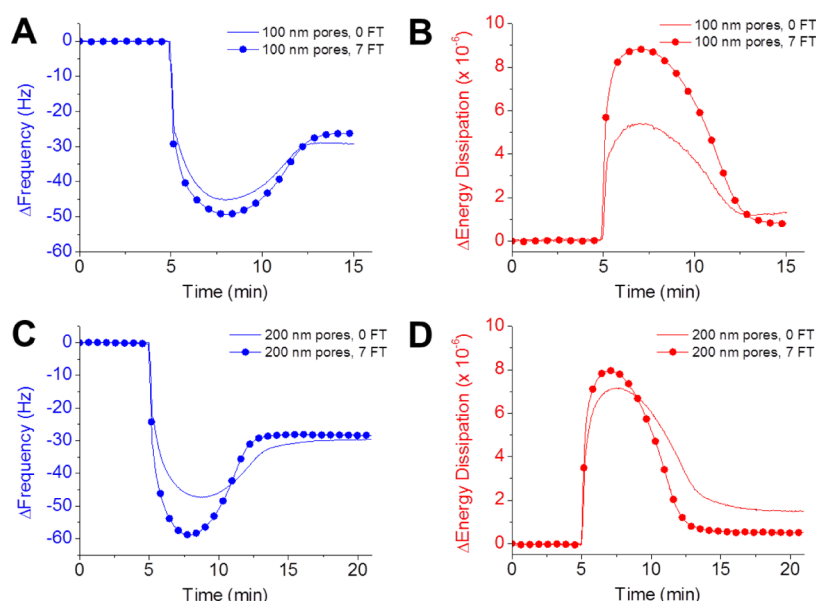 A
100 nm pores, 0 FT
100 nm pores, 7 FT
ΔFrequency (Hz)
0
-5
-10
-20
-30
-40
-50
-60
0
5
10
15
Time (min)
B
100 nm pores, 0 FT
100 nm pores, 7 FT
ΔEnergy Dissipation (x 10-6)
10
8
6
4
2
0
0
5
10
15
Time (min)
C
200 nm pores, 0 FT
200 nm pores, 7 FT
ΔFrequency (Hz)
0
-5
-10
-20
-30
-40
-50
-60
0
5
10
15
20
Time (min)
D
200 nm pores, 0 FT
200 nm pores, 7 FT
ΔEnergy Dissipation (x 10-6)
10
8
6
4
2
0
0
5
10
15
20
Time (min)